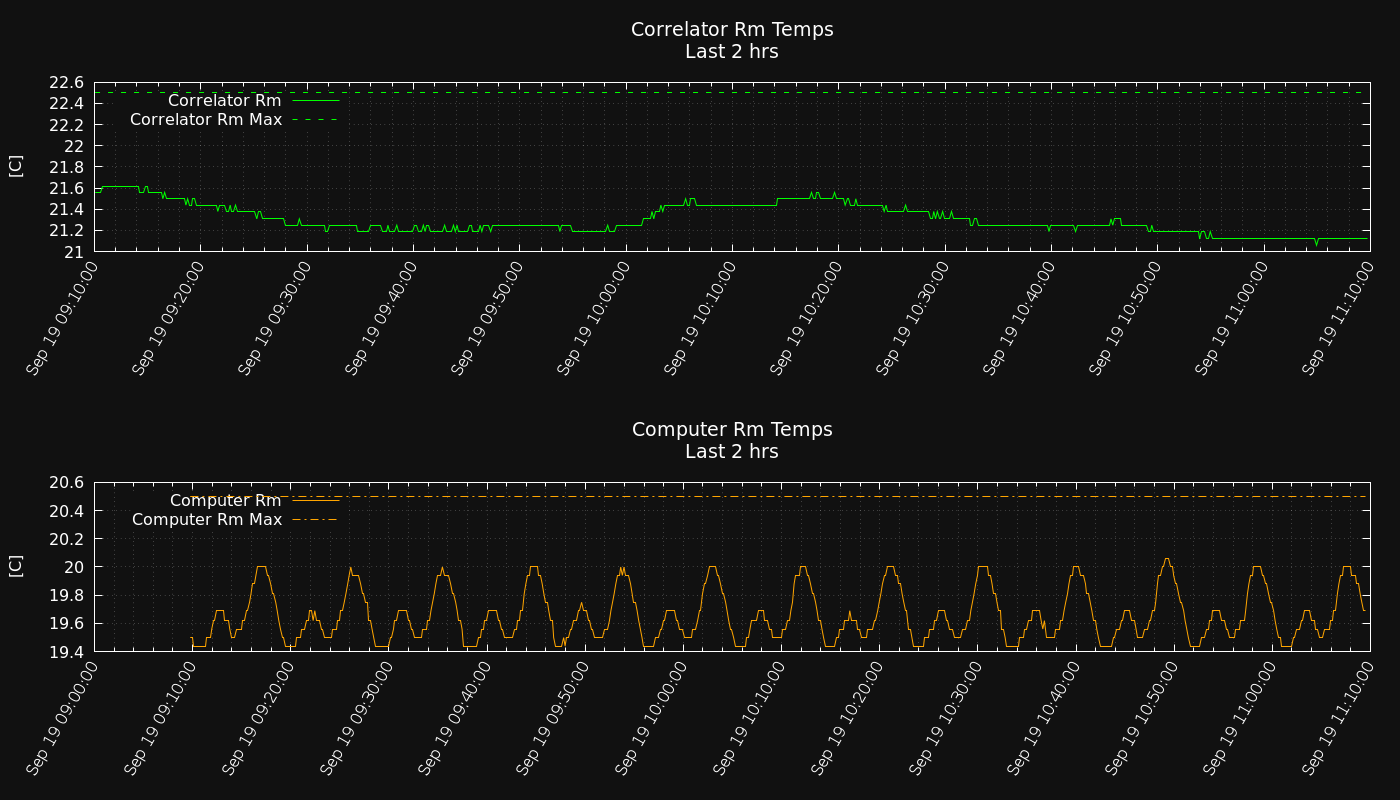 Correlator Rm Temps
Last 2 hrs
[C]
22.6
22.4
22.2
22
21.8
21.6
21.4
21.2
21
Correlator Rm
Correlator Rm Max
Sep 19 09:10:00
Sep 19 09:20:00
Sep 19 09:30:00
Sep 19 09:40:00
Sep 19 09:50:00
Sep 19 10:00:00
Sep 19 10:10:00
Sep 19 10:20:00
Sep 19 10:30:00
Sep 19 10:40:00
Sep 19 10:50:00
Sep 19 11:00:00
Sep 19 11:10:00
Computer Rm Temps
Last 2 hrs
[C]
20.6
20.4
20.2
20
19.8
19.6
19.4
Computer Rm
Computer Rm Max
Sep 19 09:00:00
Sep 19 09:10:00
Sep 19 09:20:00
Sep 19 09:30:00
Sep 19 09:40:00
Sep 19 09:50:00
Sep 19 10:00:00
Sep 19 10:10:00
Sep 19 10:20:00
Sep 19 10:30:00
Sep 19 10:40:00
Sep 19 10:50:00
Sep 19 11:00:00
Sep 19 11:10:00